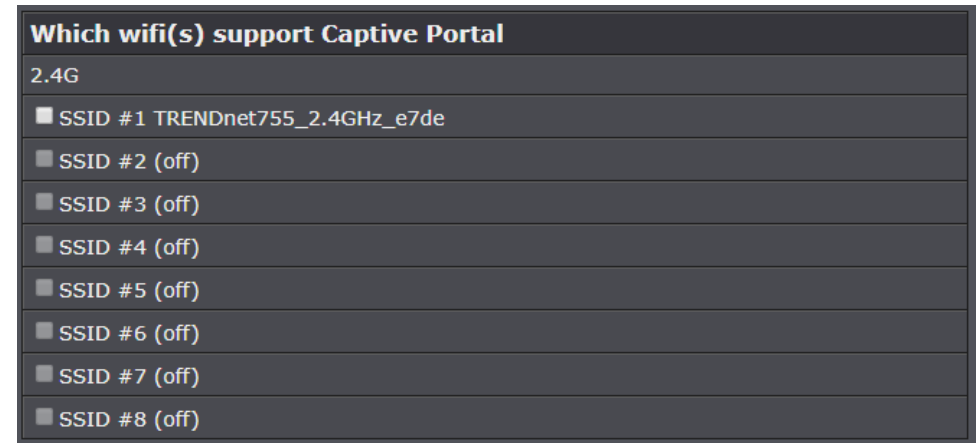 Which wifi(s) support Captive Portal
2.4G
SSID #1 TRENDnet755_2.4GHz_e7de
SSID #2 (off)
SSID #3 (off)
SSID #4 (off)
SSID #5 (off)
SSID #6 (off)
SSID #7 (off)
SSID #8 (off)